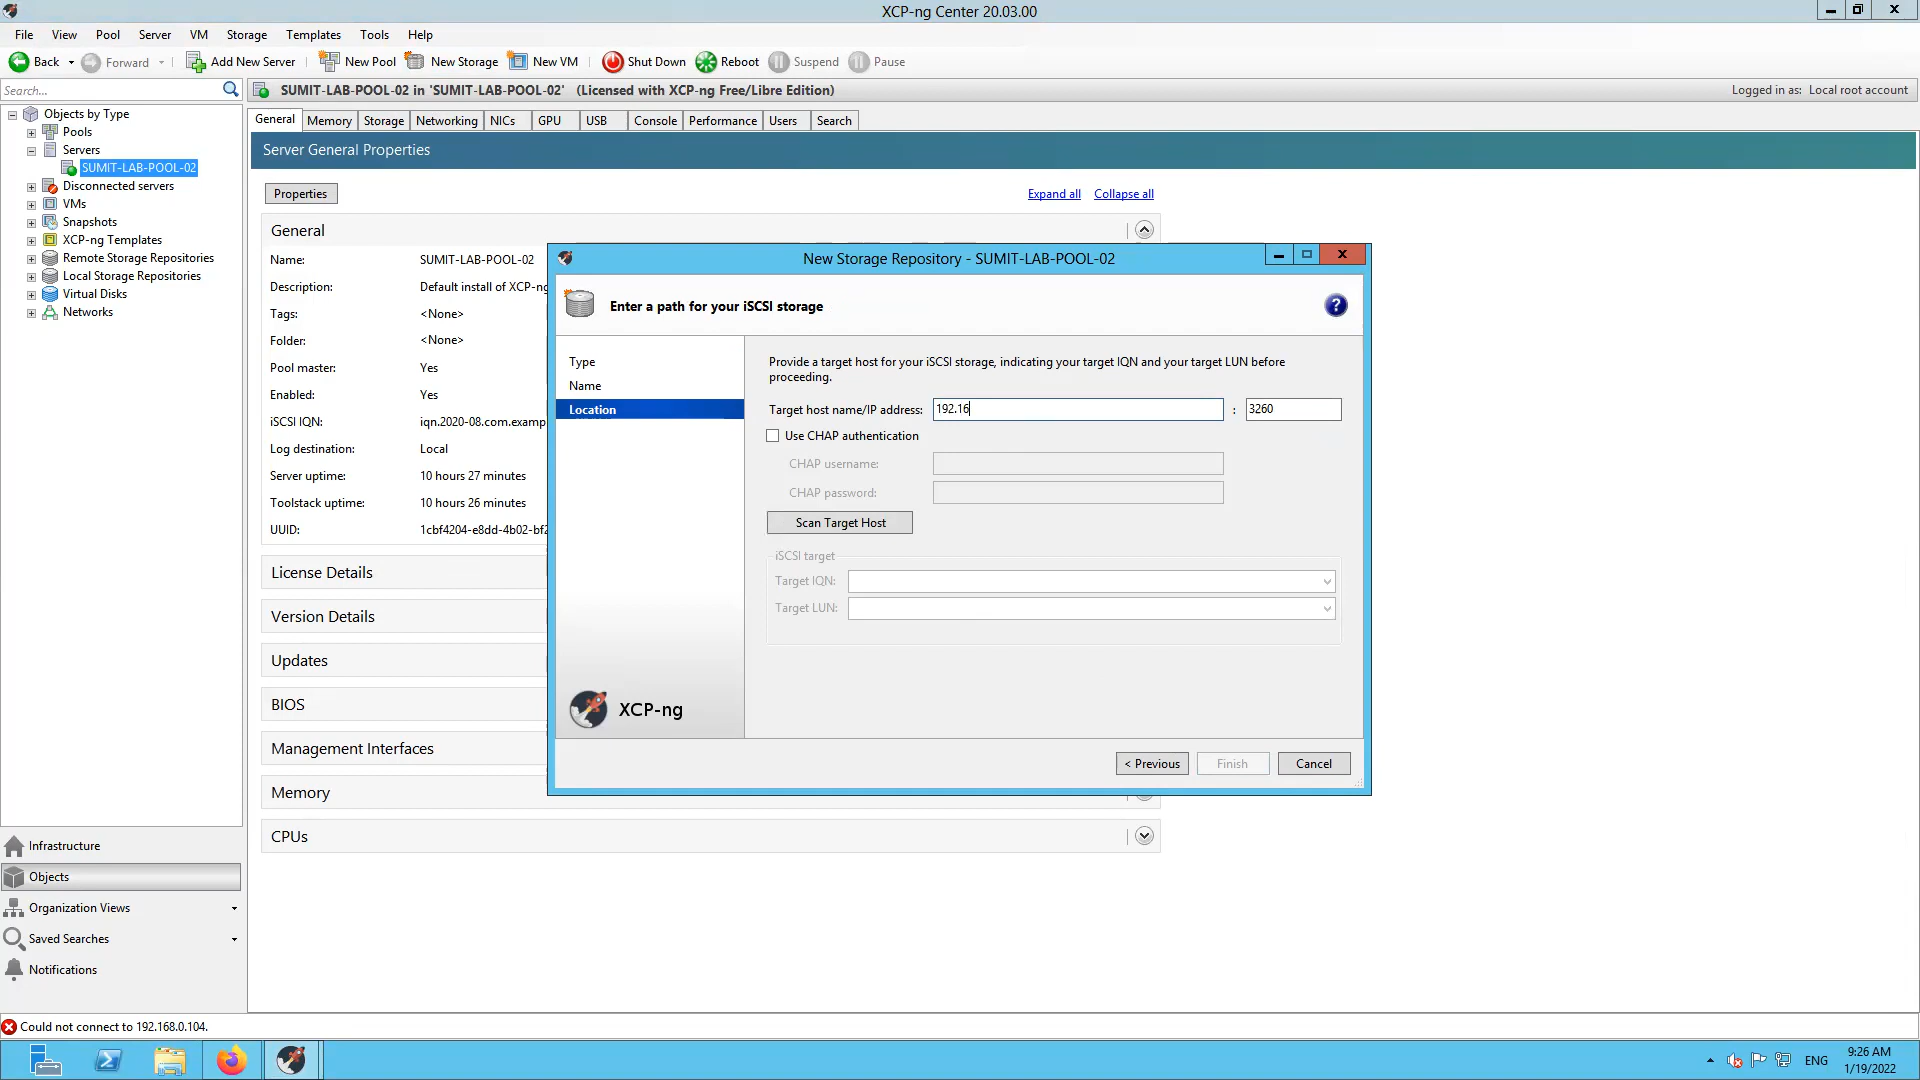 XCP-ng Center 20.03.00
File View Pool Server VM Storage Templates Tools Help
Back Forward Add New Server New Pool New Storage New VM Shut Down Reboot Suspend Pause
Search...
SUMIT-LAB-POOL-02 in 'SUMIT-LAB-POOL-02' (Licensed with XCP-ng Free/Libre Edition)
Logged in as: Local root account
Objects by Type
Pools
Servers
SUMIT-LAB-POOL-02
Disconnected servers
VMs
Snapshots
XCP-ng Templates
Remote Storage Repositories
Local Storage Repositories
Virtual Disks
Networks
General Memory Storage Networking NICs GPU USB Console Performance Users Search
Server General Properties
Properties
Expand all Collapse all
General
Name: SUMIT-LAB-POOL-02
Description: Default install of XCP-ng
Tags: <None>
Folder: <None>
Pool master: Yes
Enabled: Yes
iSCSI IQN: iqn.2020-08.com.examp
Log destination: Local
Server uptime: 10 hours 27 minutes
Toolstack uptime: 10 hours 26 minutes
UUID: 1cbf4204-e8dd-4b02-bf2
License Details
Version Details
Updates
BIOS
Management Interfaces
Memory
CPUs
New Storage Repository - SUMIT-LAB-POOL-02
Enter a path for your iSCSI storage
?
Type
Name
Location
XCP-ng
Provide a target host for your iSCSI storage, indicating your target IQN and your target LUN before
proceeding.
Target host name/IP address: 192.16 : 3260
Use CHAP authentication
CHAP username:
CHAP password:
Scan Target Host
iSCSI target
Target IQN:
Target LUN:
< Previous Finish Cancel
Infrastructure
Objects
Organization Views
Saved Searches
Notifications
Could not connect to 192.168.0.104.
ENG
9:26 AM
1/19/2022